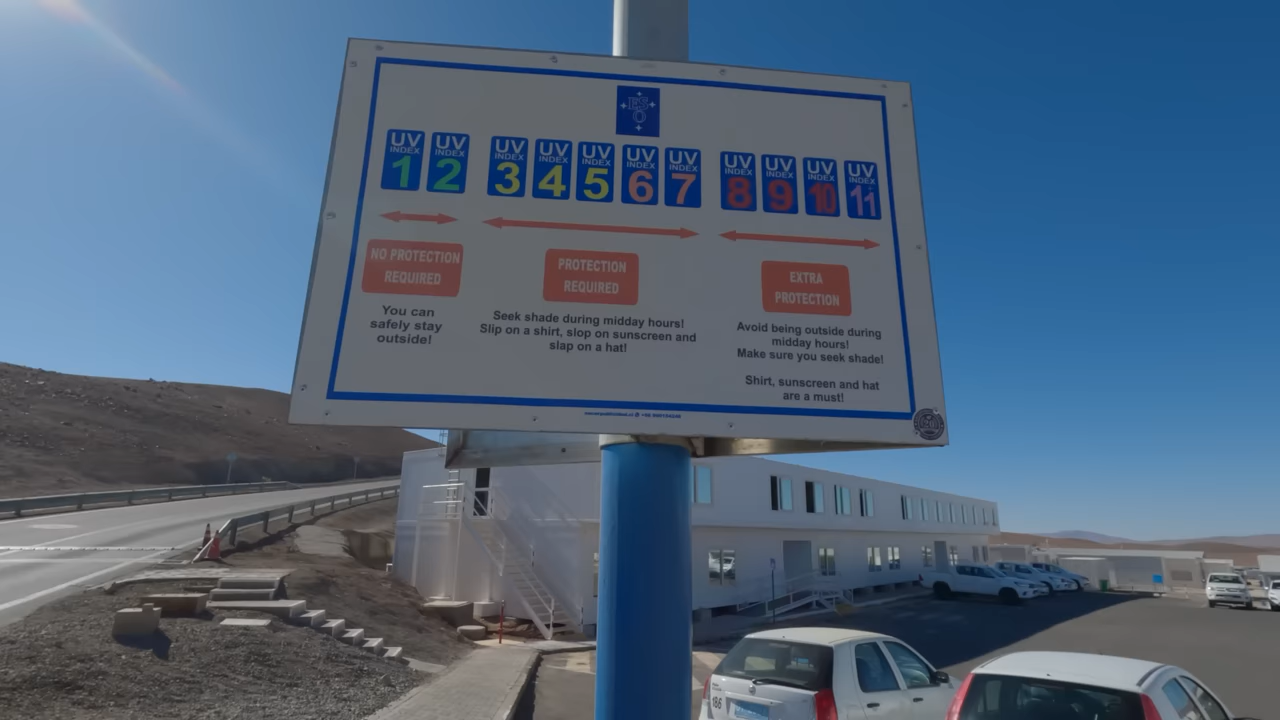 ESO
UV INDEX 1
UV INDEX 2
UV INDEX 3
UV INDEX 4
UV INDEX 5
UV INDEX 6
UV INDEX 7
UV INDEX 8
UV INDEX 9
UV INDEX 10
UV INDEX 11
NO PROTECTION
REQUIRED
You can
safely stay
outside!
PROTECTION
REQUIRED
Seek shade during midday hours!
Slip on a shirt, slop on sunscreen and
slap on a hat!
EXTRA
PROTECTION
Avoid being outside during
midday hours!
Make sure you seek shade!
Shirt, sunscreen and hat
are a must!
186